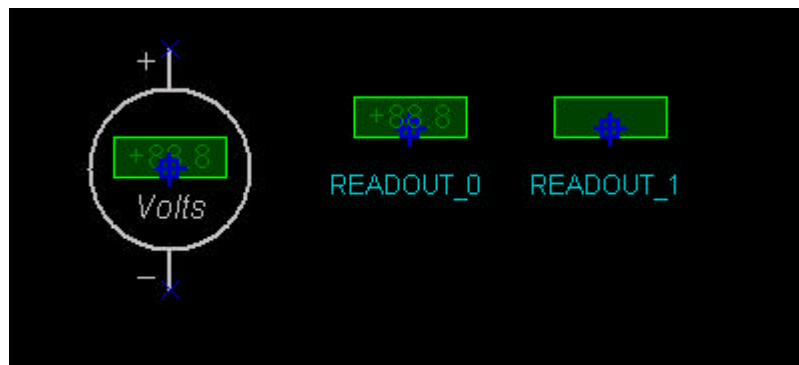 +
+88.8
Volts
−
+88.8
READOUT_0
READOUT_1